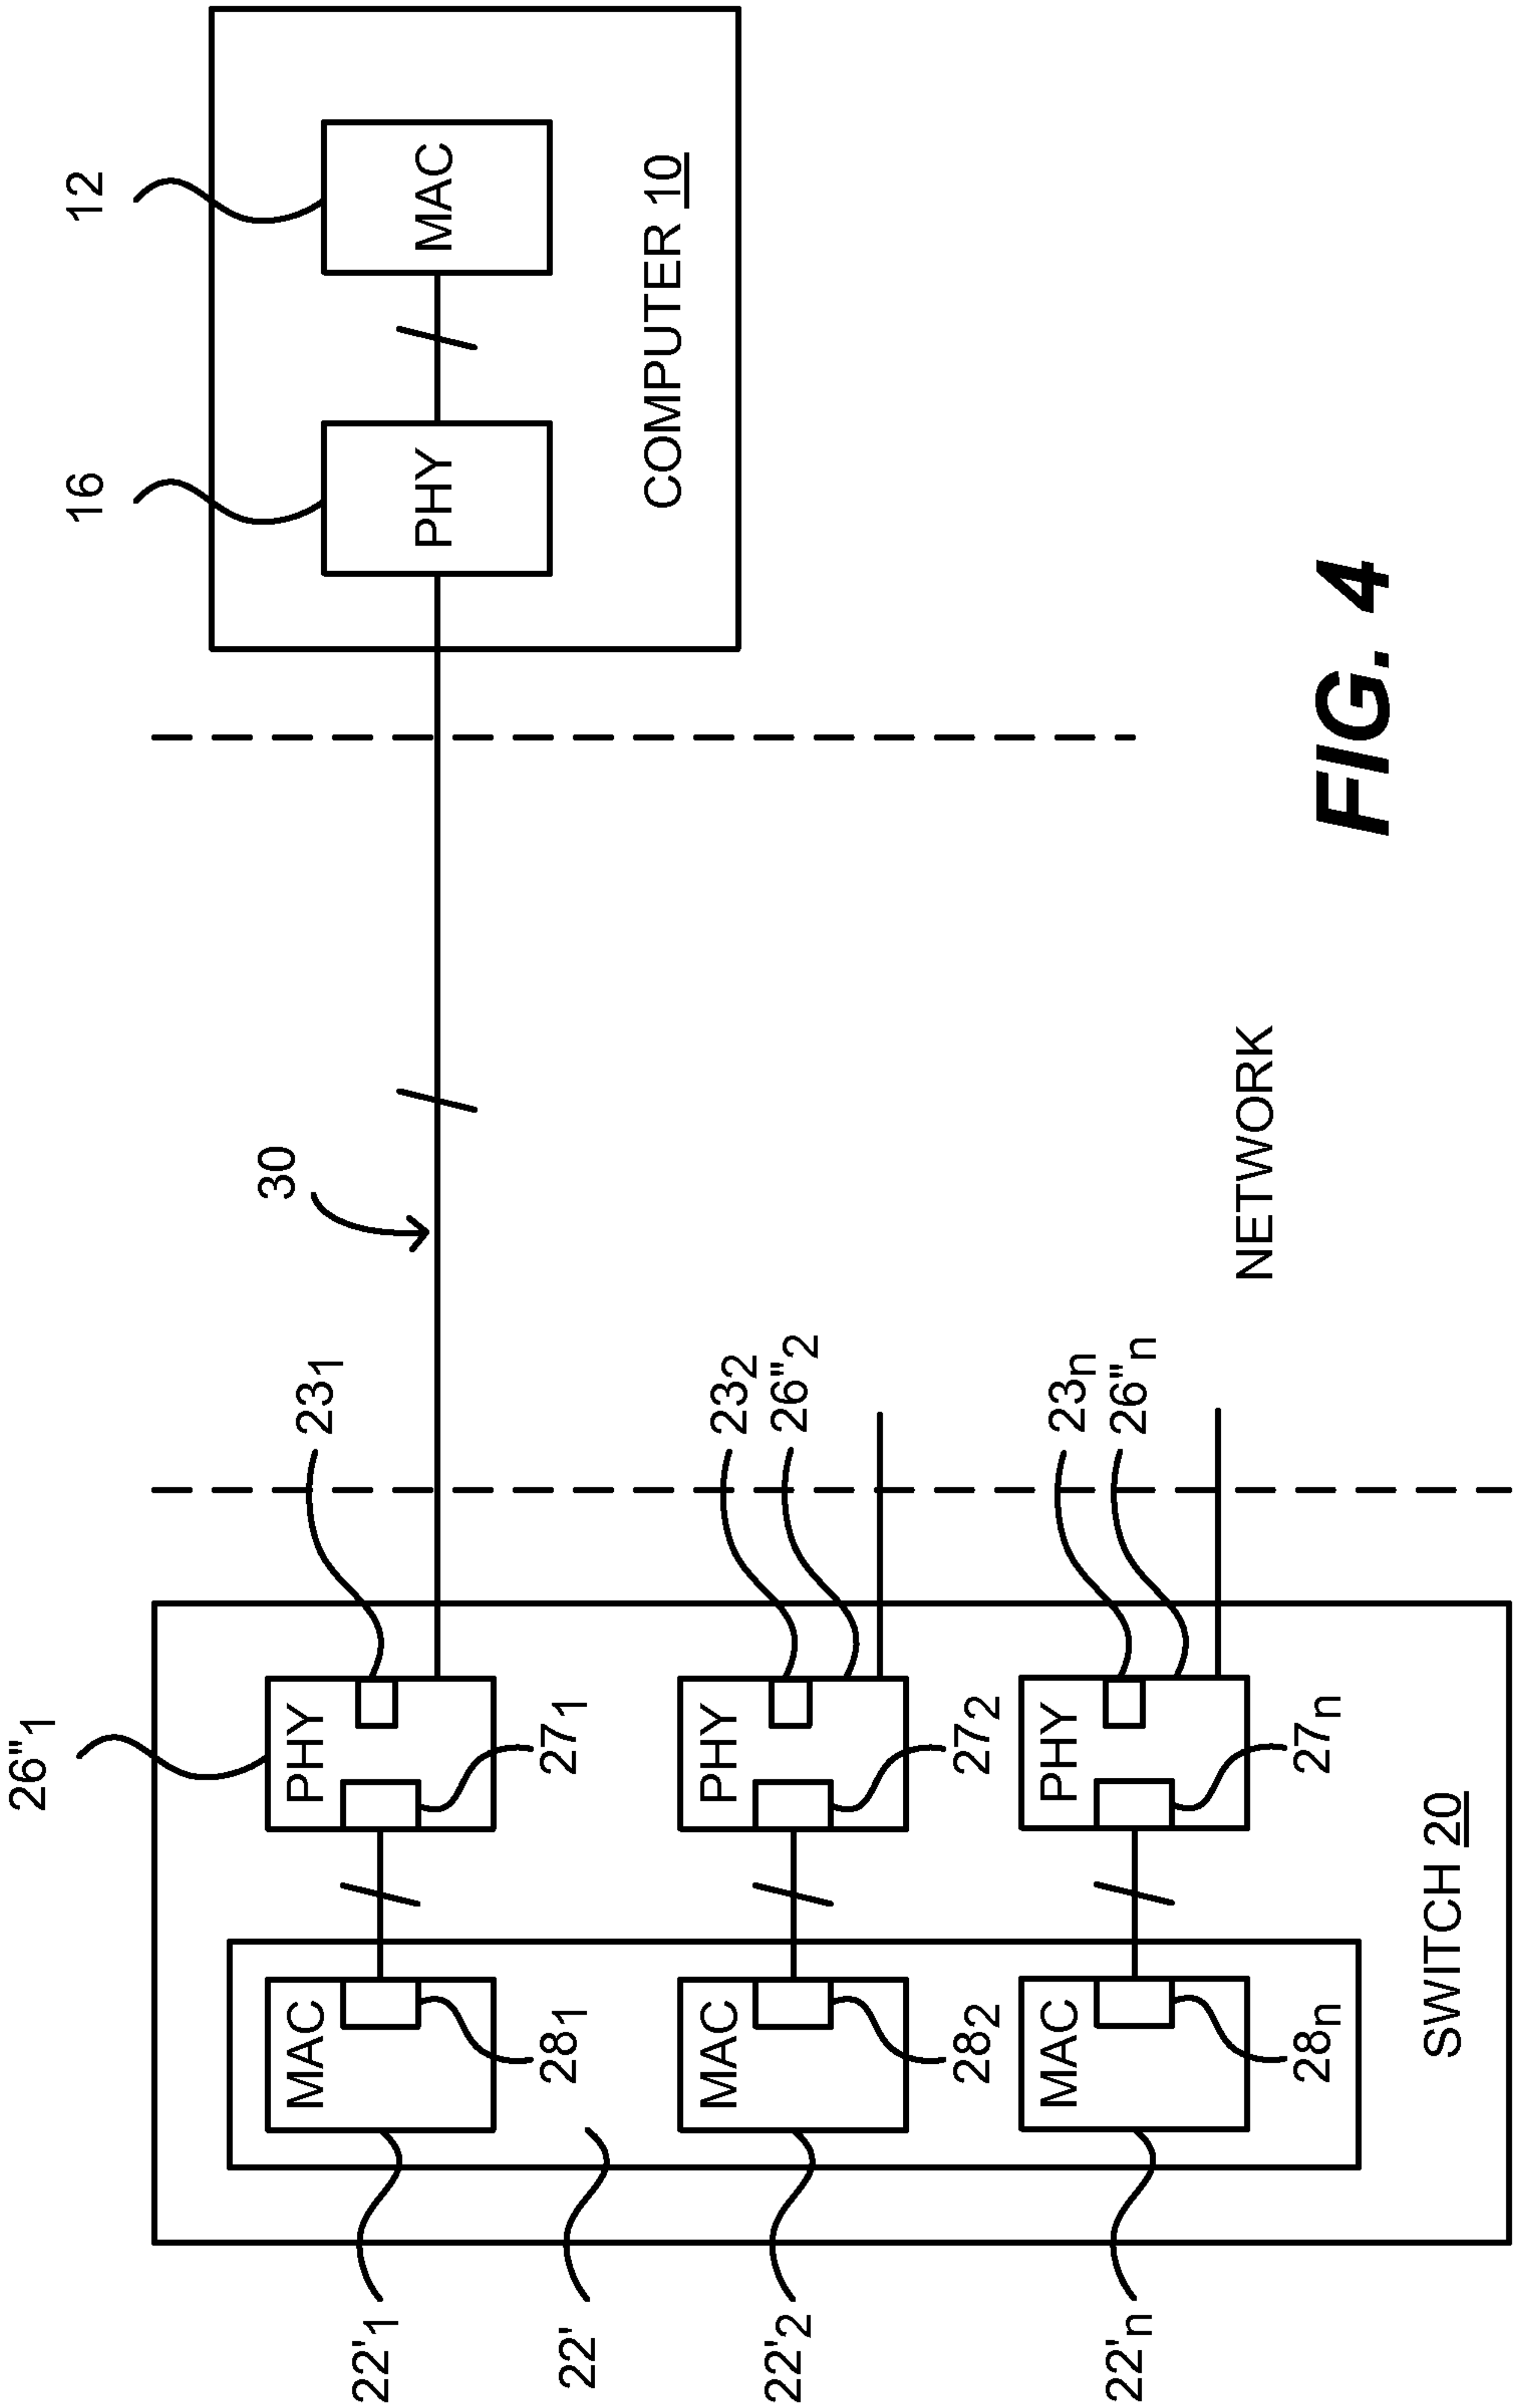 26"₁
22'₁
MAC
28₁
PHY
27₁
23₁
30
16
PHY
12
MAC
COMPUTER 10
22'
22'₂
MAC
28₂
PHY
27₂
23₂
26"₂
22'ₙ
MAC
28ₙ
PHY
27ₙ
23ₙ
26"ₙ
NETWORK
SWITCH 20
FIG. 4